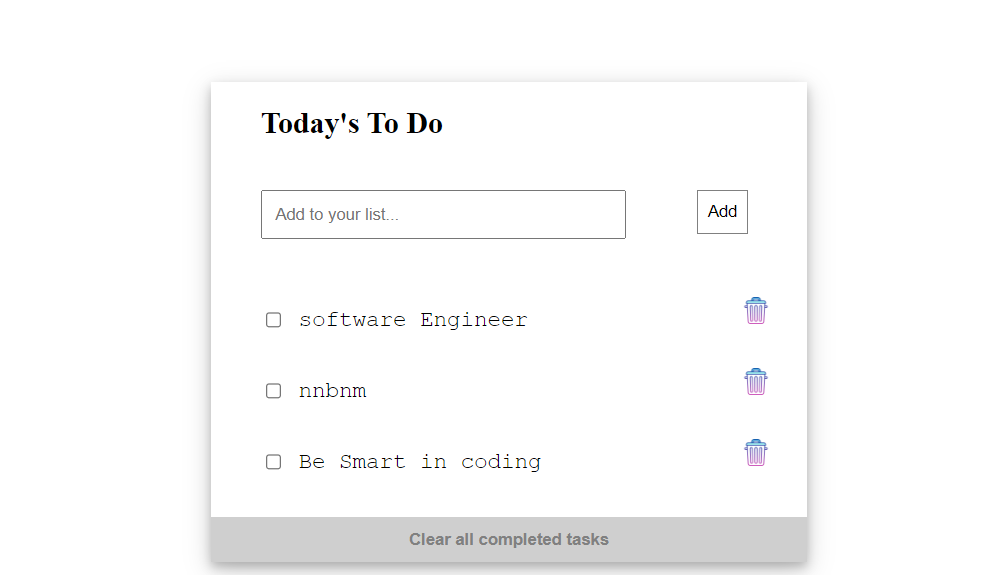 Today's To Do
Add to your list...
Add
software Engineer
nnbnm
Be Smart in coding
Clear all completed tasks